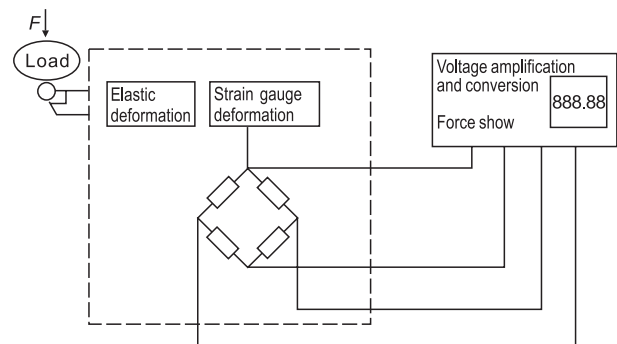 F
Load
Elastic
deformation
Strain gauge
deformation
Voltage amplification
and conversion
888.88
Force show